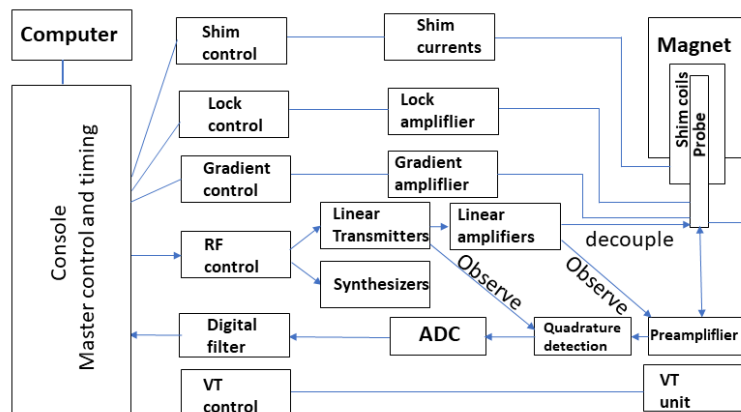 Computer
Shim
control
Shim
currents
Magnet
Shim coils
Probe
Console
Master control and timing
Lock
control
Lock
ampliflier
Gradient
control
Gradient
ampliflier
RF
control
Linear
Transmitters
Linear
amplifiers
decouple
Synthesizers
Observe
Observe
Digital
filter
ADC
Quadrature
detection
Preampliflier
VT
control
VT
unit